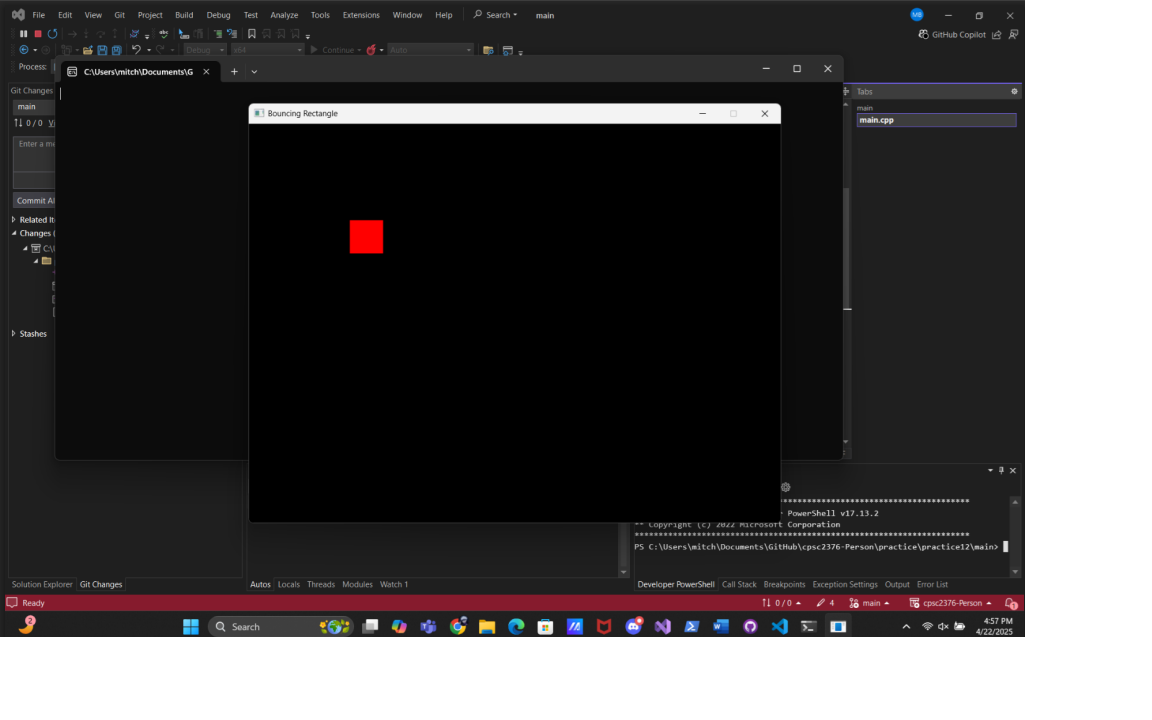 File Edit View Git Project Build Debug Test Analyze Tools Extensions Window Help Search main MB
GitHub Copilot
Debug x64 Continue Auto
Process:
C:\Users\mitch\Documents\G
Git Changes
main
0 / 0
Enter a me
Commit Al
Related It
Changes (
C:\
Stashes
Bouncing Rectangle
Tabs
main
main.cpp
PowerShell v17.13.2
** Copyright (c) 2022 Microsoft Corporation
**********************************************************************
PS C:\Users\mitch\Documents\GitHub\cpsc2376-Person\practice\practice12\main>
Solution Explorer Git Changes Autos Locals Threads Modules Watch 1 Developer PowerShell Call Stack Breakpoints Exception Settings Output Error List
Ready 0 / 0 4 main cpsc2376-Person 1
2 Search 4:57 PM
4/22/2025